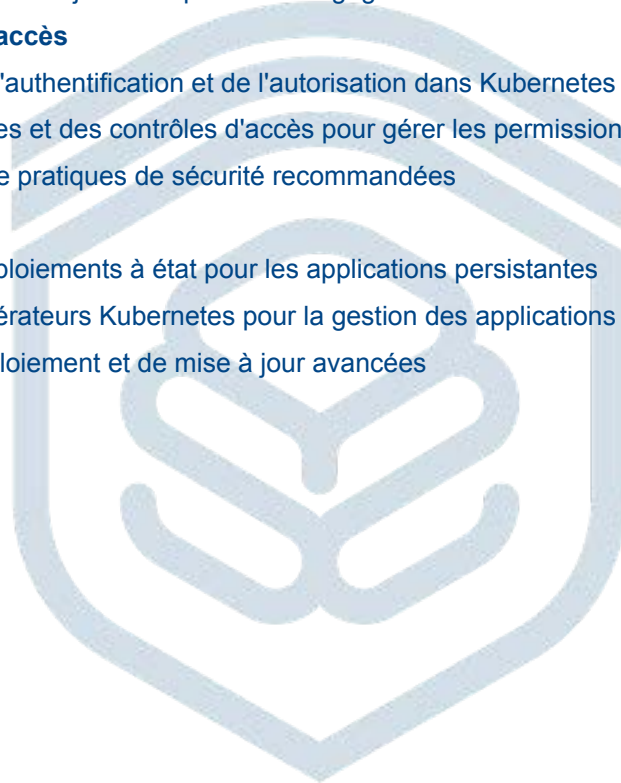 accès
'authentification et de l'autorisation dans Kubernetes
es et des contrôles d'accès pour gérer les permission
e pratiques de sécurité recommandées
ploiements à état pour les applications persistantes
érateurs Kubernetes pour la gestion des applications
loiement et de mise à jour avancées